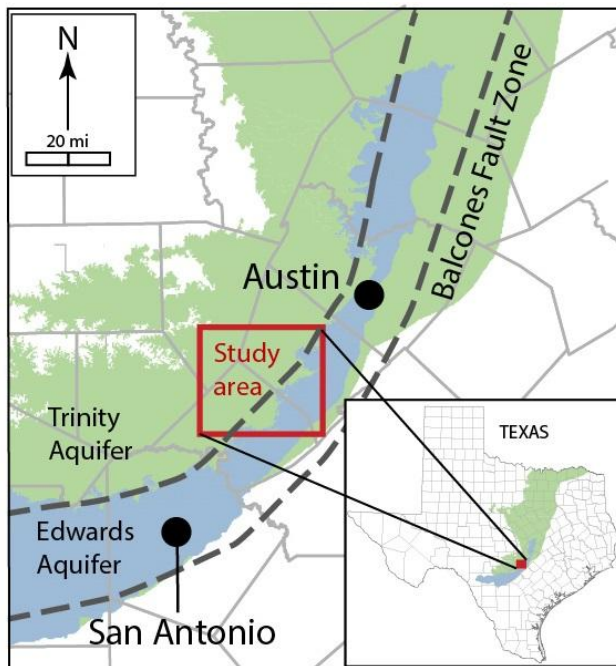 N
20 mi
Balcones Fault Zone
Austin
Study
area
Trinity
Aquifer
TEXAS
Edwards
Aquifer
San Antonio